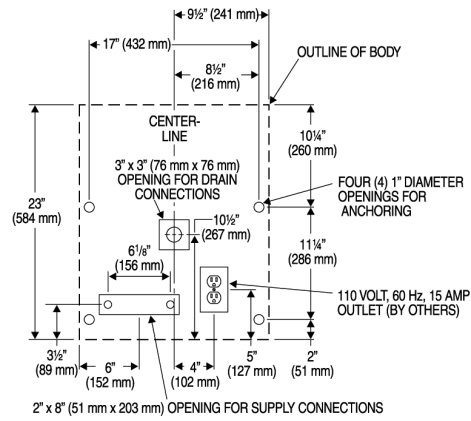 9½" (241 mm)
17" (432 mm)
OUTLINE OF BODY
8½"
(216 mm)
CENTER-
LINE
10¼"
(260 mm)
3" x 3" (76 mm x 76 mm)
OPENING FOR DRAIN
CONNECTIONS
FOUR (4) 1" DIAMETER
OPENINGS FOR
ANCHORING
23"
(584 mm)
10½"
(267 mm)
6⅛"
(156 mm)
11¼"
(286 mm)
110 VOLT, 60 Hz, 15 AMP
OUTLET (BY OTHERS)
3½"
(89 mm)
6"
(152 mm)
4"
(102 mm)
5"
(127 mm)
2"
(51 mm)
2" x 8" (51 mm x 203 mm) OPENING FOR SUPPLY CONNECTIONS